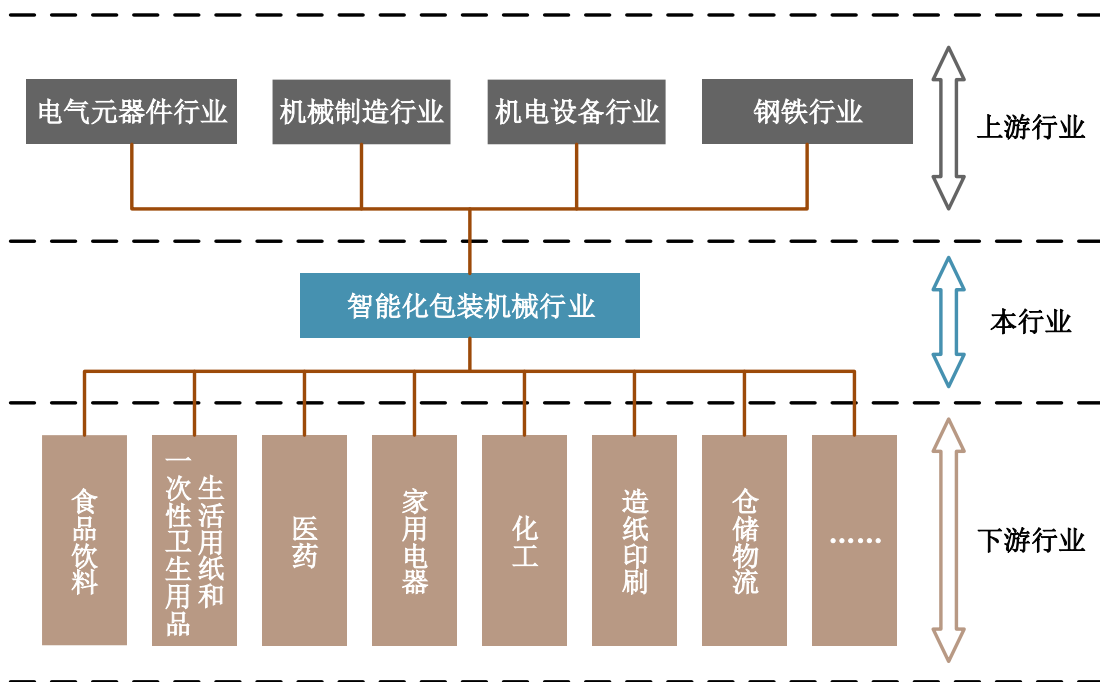 电气元器件行业
机械制造行业
机电设备行业
钢铁行业
上游行业
智能化包装机械行业
本行业
食品饮料
生活用纸和
一次性卫生用品
医药
家用电器
化工
造纸印刷
仓储物流
……
下游行业